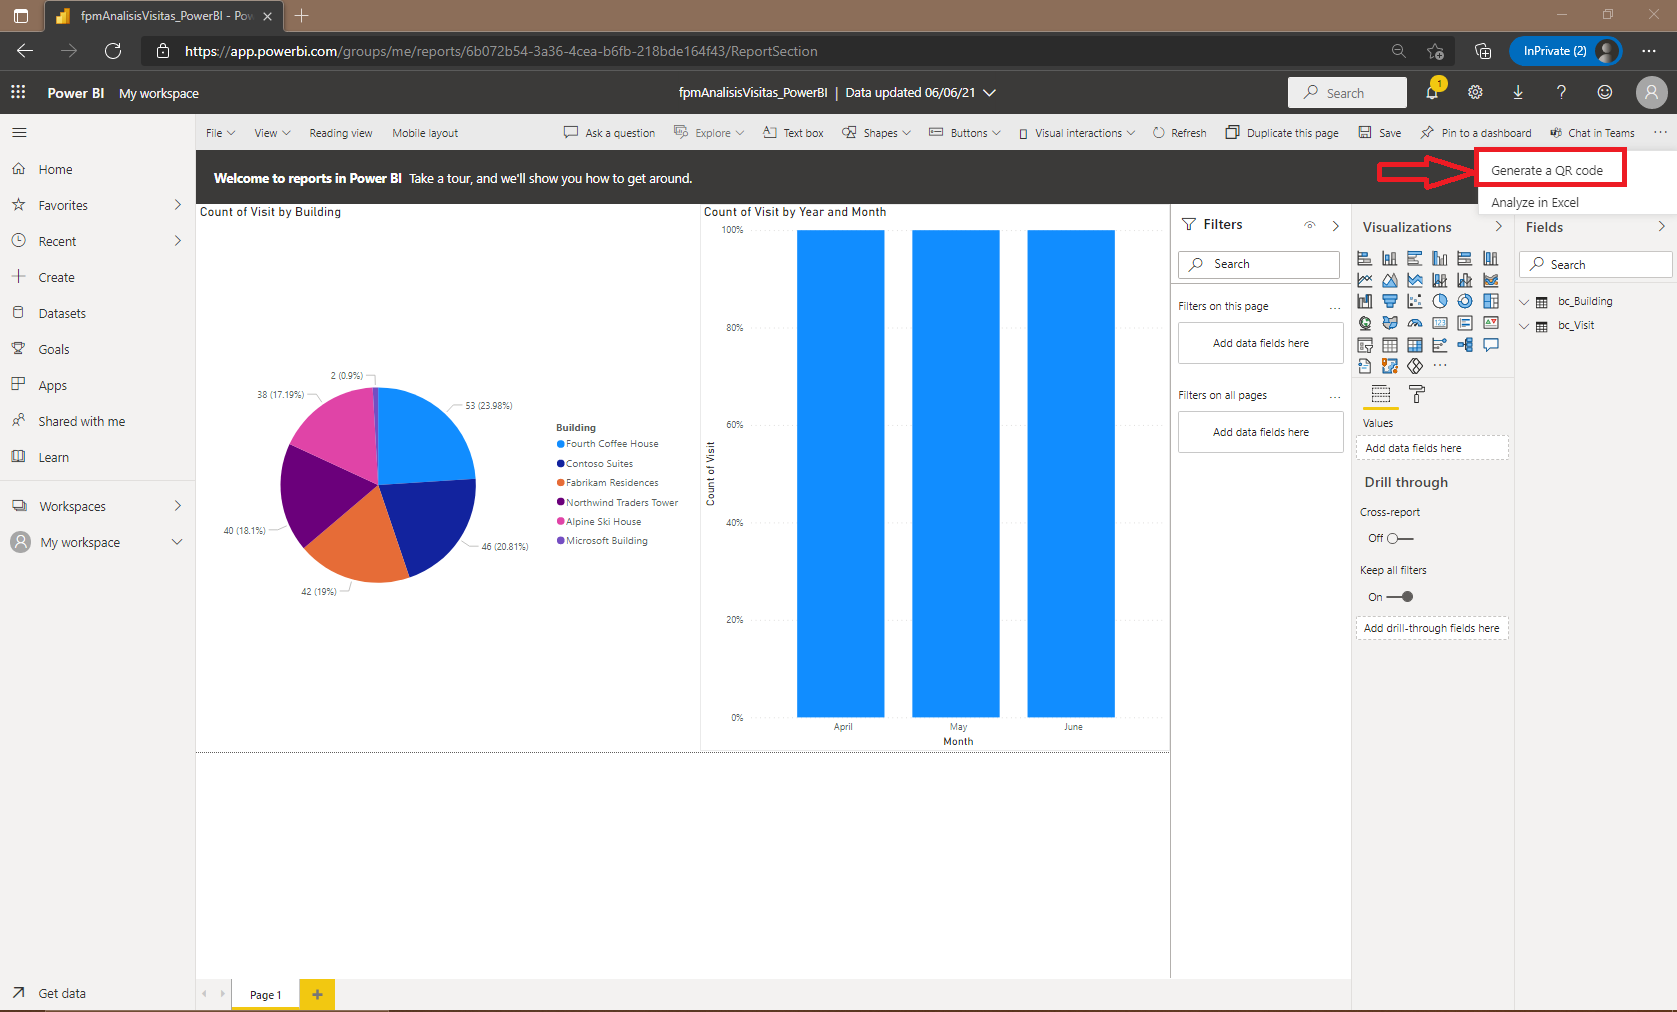 fpmAnalisisVisitas_PowerBI - Pow
https://app.powerbi.com/groups/me/reports/6b072b54-3a36-4cea-b6fb-218bde164f43/ReportSection
InPrivate (2)
Power BI My workspace
fpmAnalisisVisitas_PowerBI | Data updated 06/06/21
Search
1
File View Reading view Mobile layout Ask a question Explore Text box Shapes Buttons Visual interactions Refresh Duplicate this page Save Pin to a dashboard Chat in Teams
Generate a QR code
Analyze in Excel
Welcome to reports in Power BI Take a tour, and we'll show you how to get around.
Home
Favorites
Recent
Create
Datasets
Goals
Apps
Shared with me
Learn
Workspaces
My workspace
Get data
Count of Visit by Building
2 (0.9%)
38 (17.19%)
53 (23.98%)
40 (18.1%)
46 (20.81%)
42 (19%)
Building
Fourth Coffee House
Contoso Suites
Fabrikam Residences
Northwind Traders Tower
Alpine Ski House
Microsoft Building
Count of Visit by Year and Month
100%
80%
60%
40%
20%
0%
Count of Visit
April May June
Month
Filters
Search
Filters on this page
Add data fields here
Filters on all pages
Add data fields here
Visualizations
123
Values
Add data fields here
Drill through
Cross-report
Off
Keep all filters
On
Add drill-through fields here
Fields
Search
bc_Building
bc_Visit
Page 1